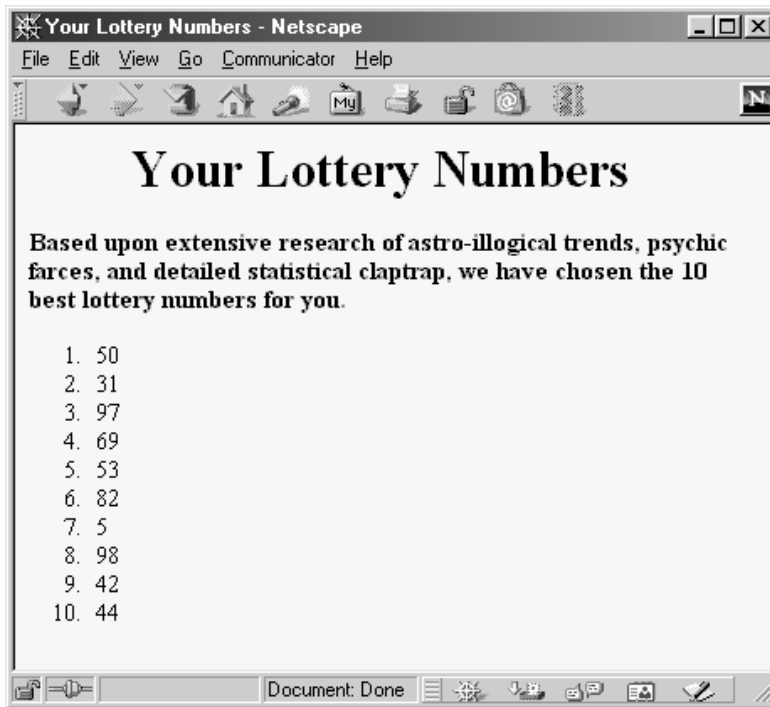 Your Lottery Numbers - Netscape
File Edit View Go Communicator Help
My @ N
Your Lottery Numbers
Based upon extensive research of astro-illogical trends, psychic
farces, and detailed statistical claptrap, we have chosen the 10
best lottery numbers for you.
1. 50
2. 31
3. 97
4. 69
5. 53
6. 82
7. 5
8. 98
9. 42
10. 44
Document: Done